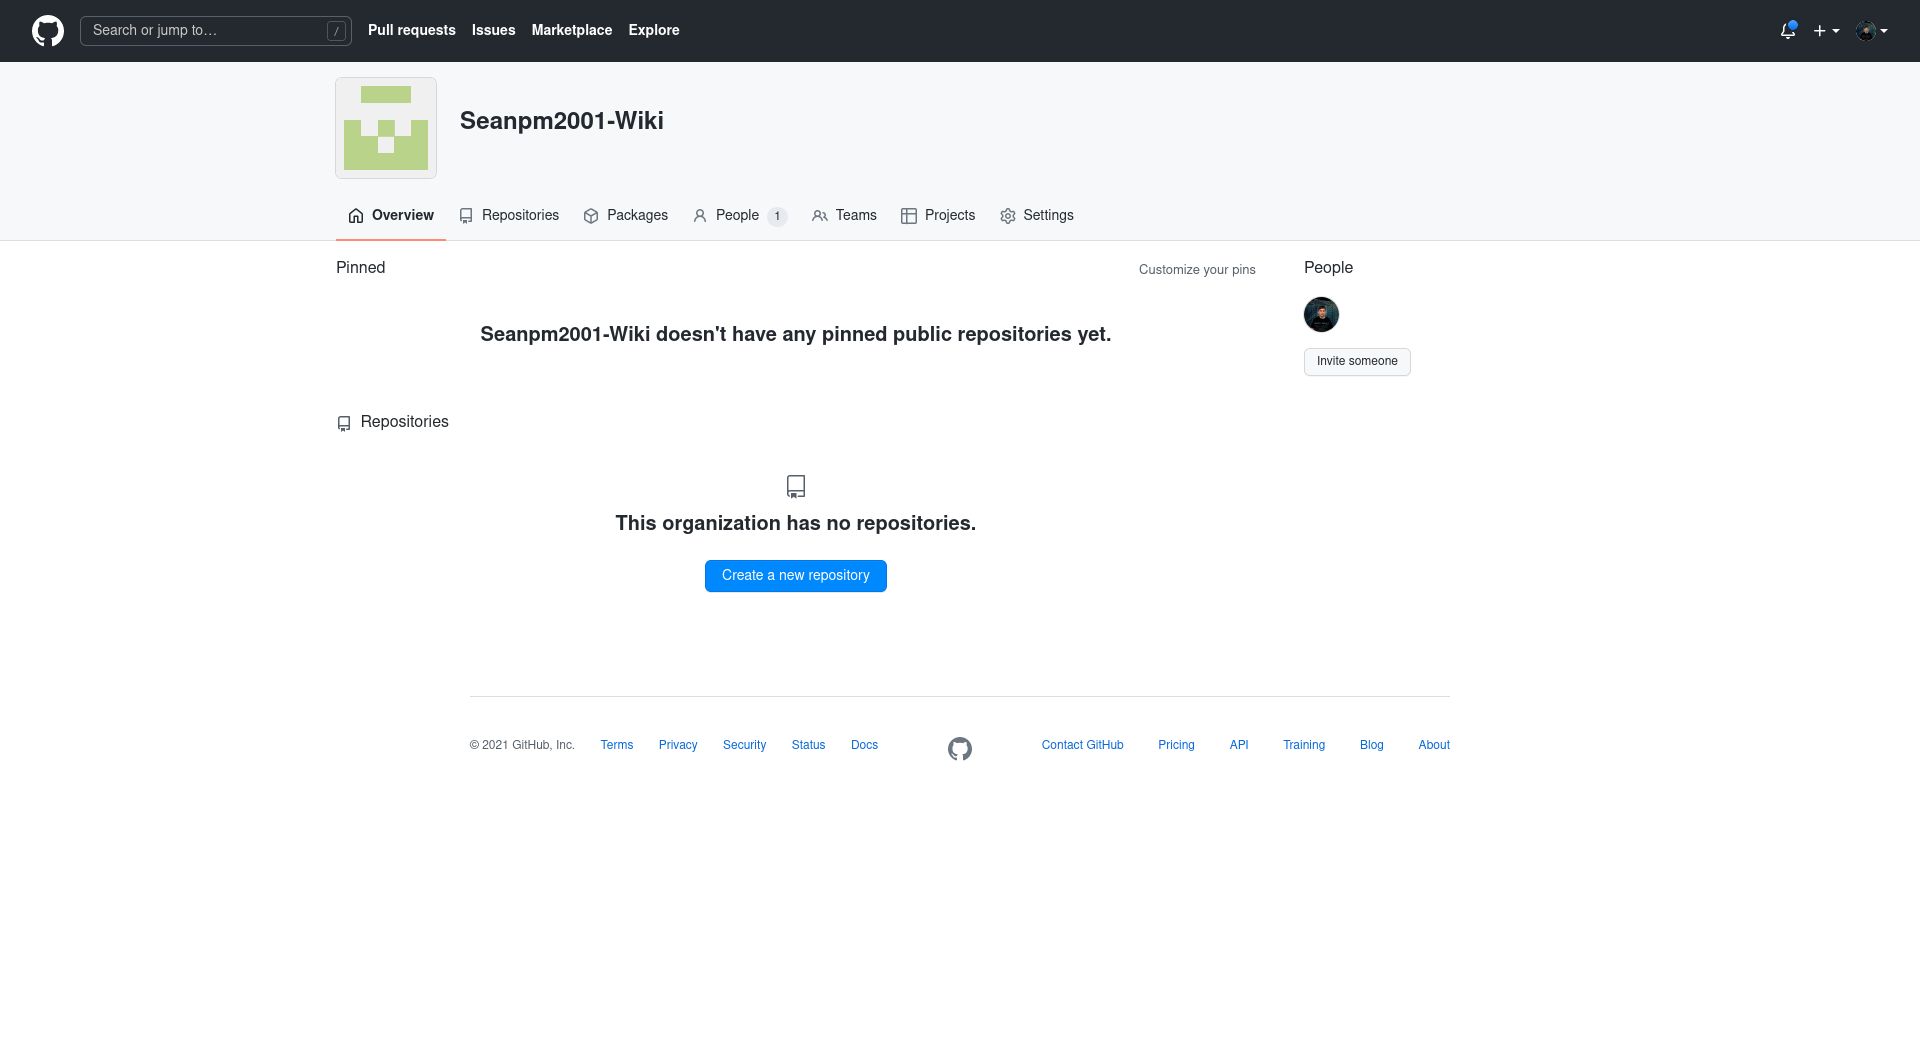 Search or jump to… /
Pull requests Issues Marketplace Explore
Seanpm2001-Wiki
Overview Repositories Packages People 1 Teams Projects Settings
Pinned
Customize your pins
Seanpm2001-Wiki doesn't have any pinned public repositories yet.
Repositories
This organization has no repositories.
Create a new repository
People
Invite someone
© 2021 GitHub, Inc. Terms Privacy Security Status Docs Contact GitHub Pricing API Training Blog About